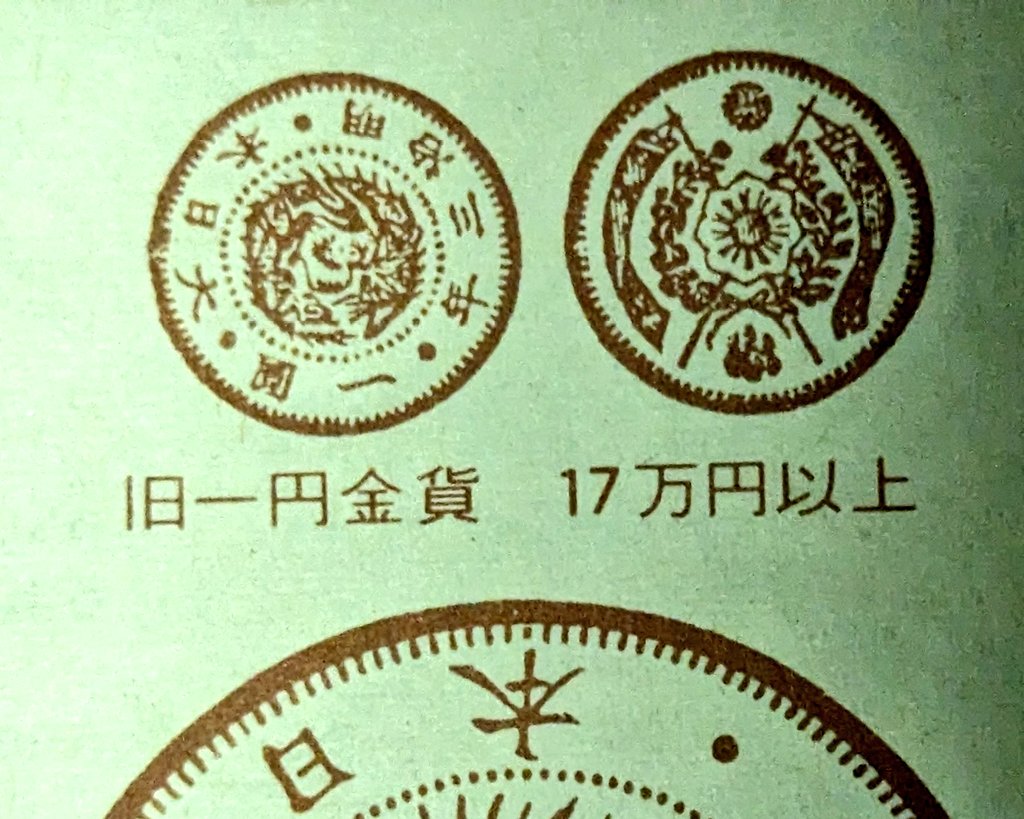 大日本・明治三年・一圓・
旧一円金貨 17万円以上
日本・